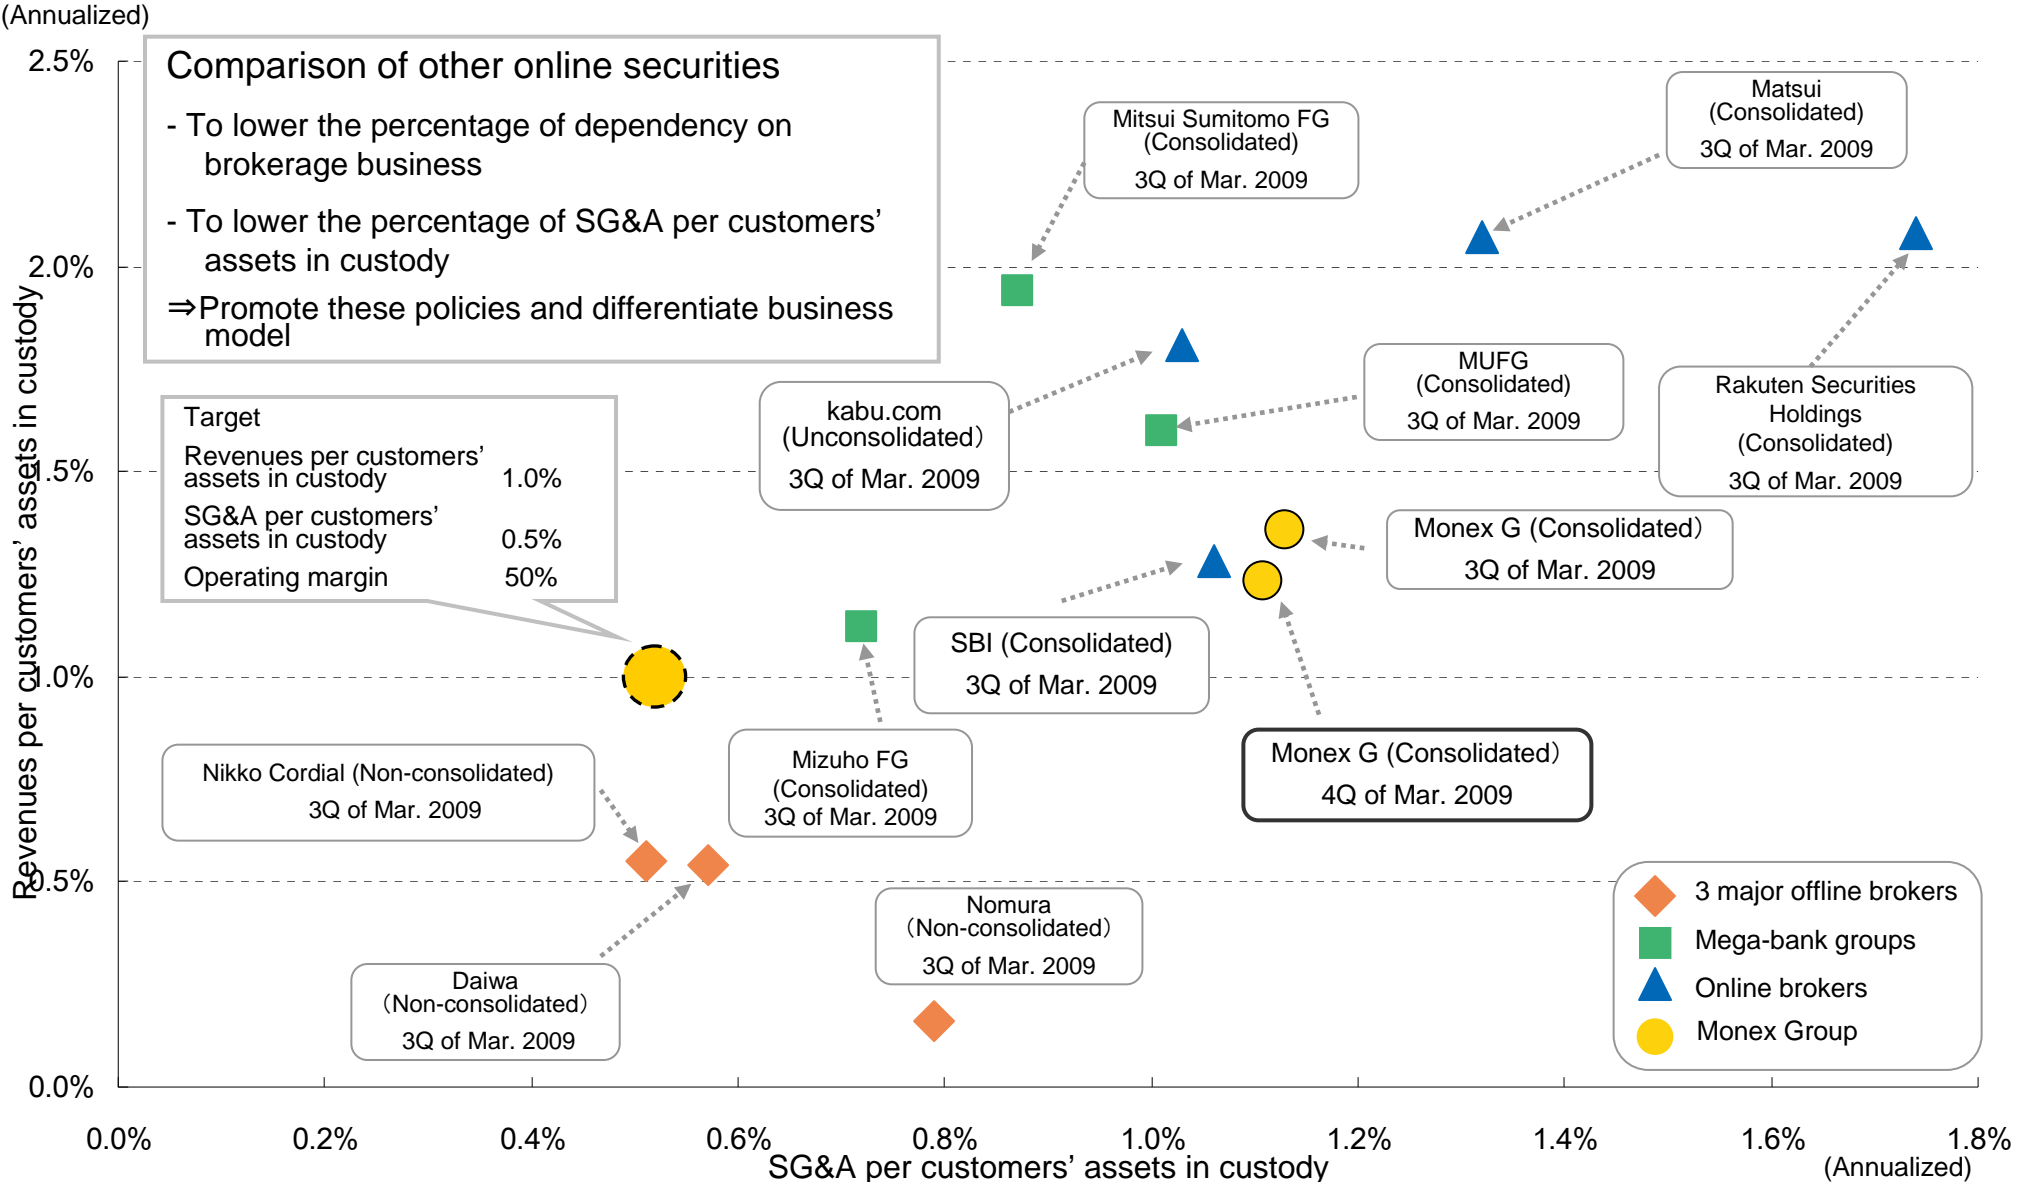 (Annualized)
2.5%
2.0%
1.5%
1.0%
0.5%
0.0%
Revenues per customers’ assets in custody
Comparison of other online securities
- To lower the percentage of dependency on
brokerage business
- To lower the percentage of SG&A per customers’
assets in custody
⇒Promote these policies and differentiate business
model
Target
Revenues per customers’
assets in custody 1.0%
SG&A per customers’
assets in custody 0.5%
Operating margin 50%
Mitsui Sumitomo FG
(Consolidated)
3Q of Mar. 2009
Matsui
(Consolidated)
3Q of Mar. 2009
kabu.com
(Unconsolidated）
3Q of Mar. 2009
MUFG
(Consolidated)
3Q of Mar. 2009
Rakuten Securities
Holdings
(Consolidated)
3Q of Mar. 2009
Monex G (Consolidated）
3Q of Mar. 2009
SBI (Consolidated)
3Q of Mar. 2009
Monex G (Consolidated）
4Q of Mar. 2009
Nikko Cordial (Non-consolidated)
3Q of Mar. 2009
Mizuho FG
(Consolidated)
3Q of Mar. 2009
Nomura
（Non-consolidated）
3Q of Mar. 2009
Daiwa
（Non-consolidated）
3Q of Mar. 2009
3 major offline brokers
Mega-bank groups
Online brokers
Monex Group
0.0% 0.2% 0.4% 0.6% 0.8% 1.0% 1.2% 1.4% 1.6% 1.8%
SG&A per customers’ assets in custody
(Annualized)